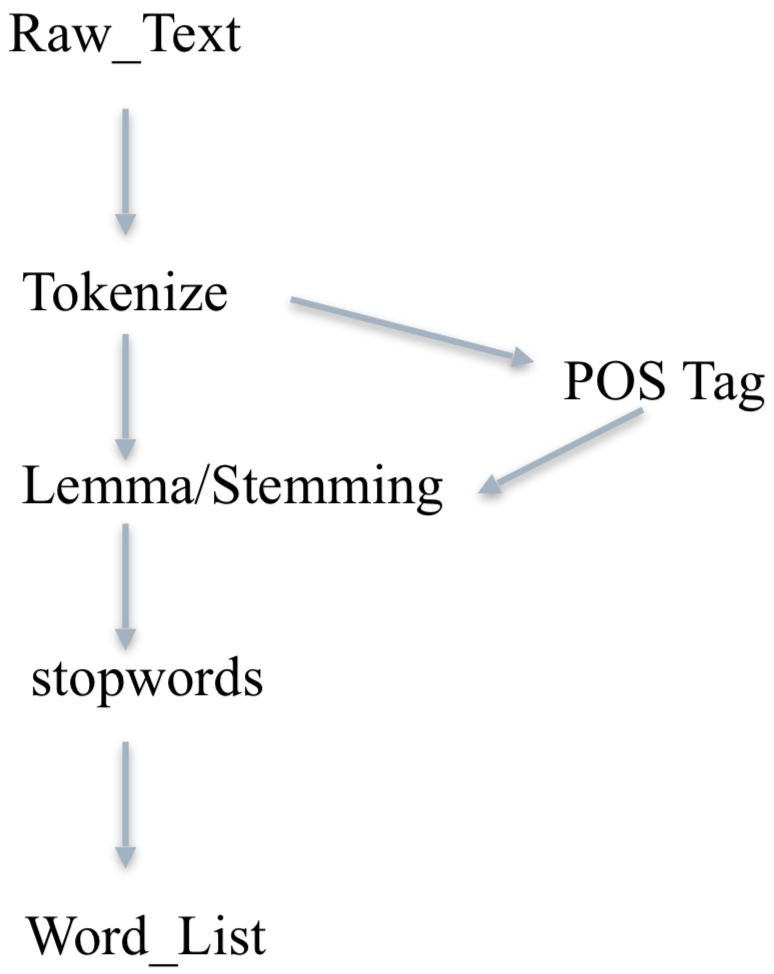 Raw_Text
Tokenize
POS Tag
Lemma/Stemming
stopwords
Word_List